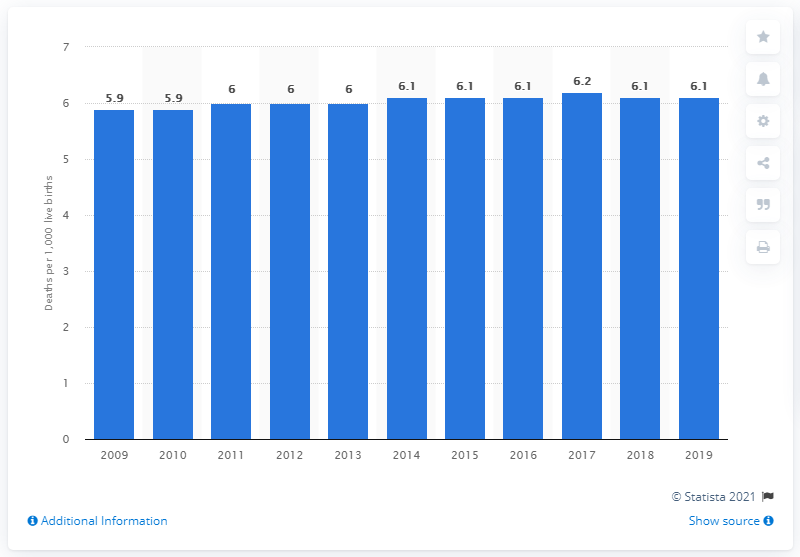 7
6
5
4
3
2
1
0
Deaths per 1,000 live births
5.9 5.9 6 6 6 6.1 6.1 6.1 6.2 6.1 6.1
2009 2010 2011 2012 2013 2014 2015 2016 2017 2018 2019
© Statista 2021
Additional Information
Show source